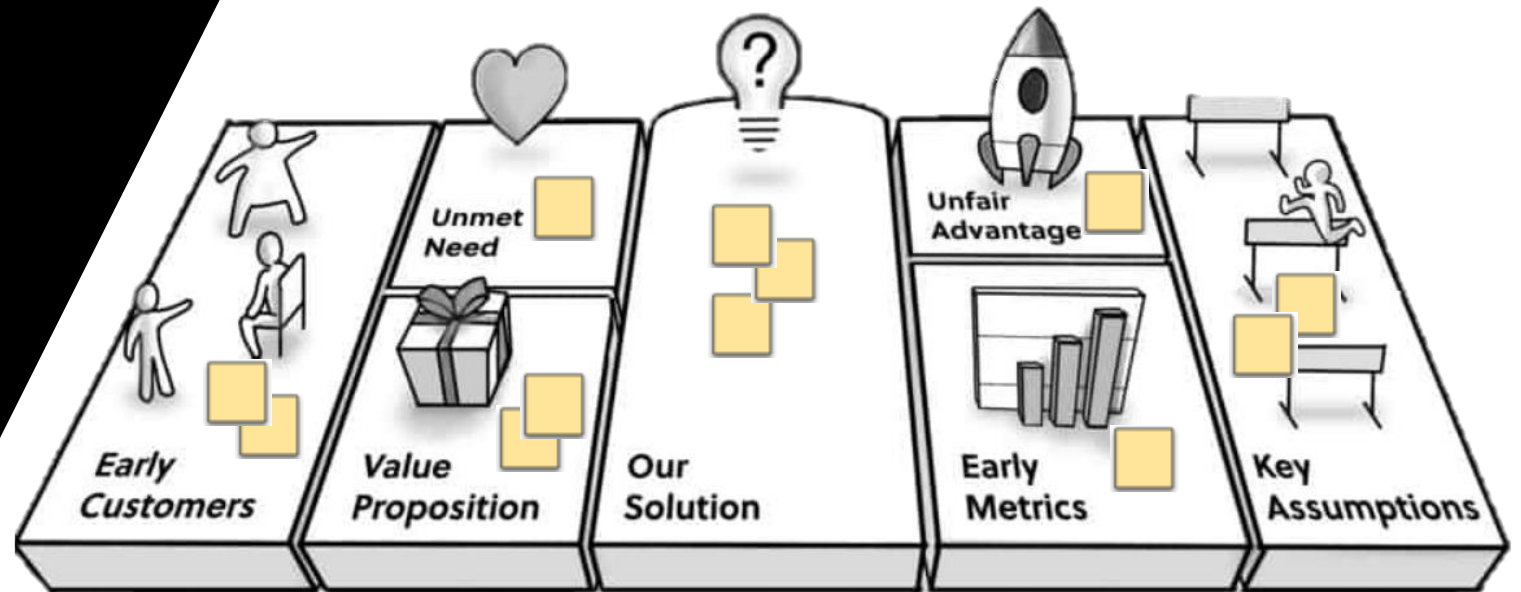 ?
Unmet
Need
Unfair
Advantage
Early
Customers
Value
Proposition
Our
Solution
Early
Metrics
Key
Assumptions